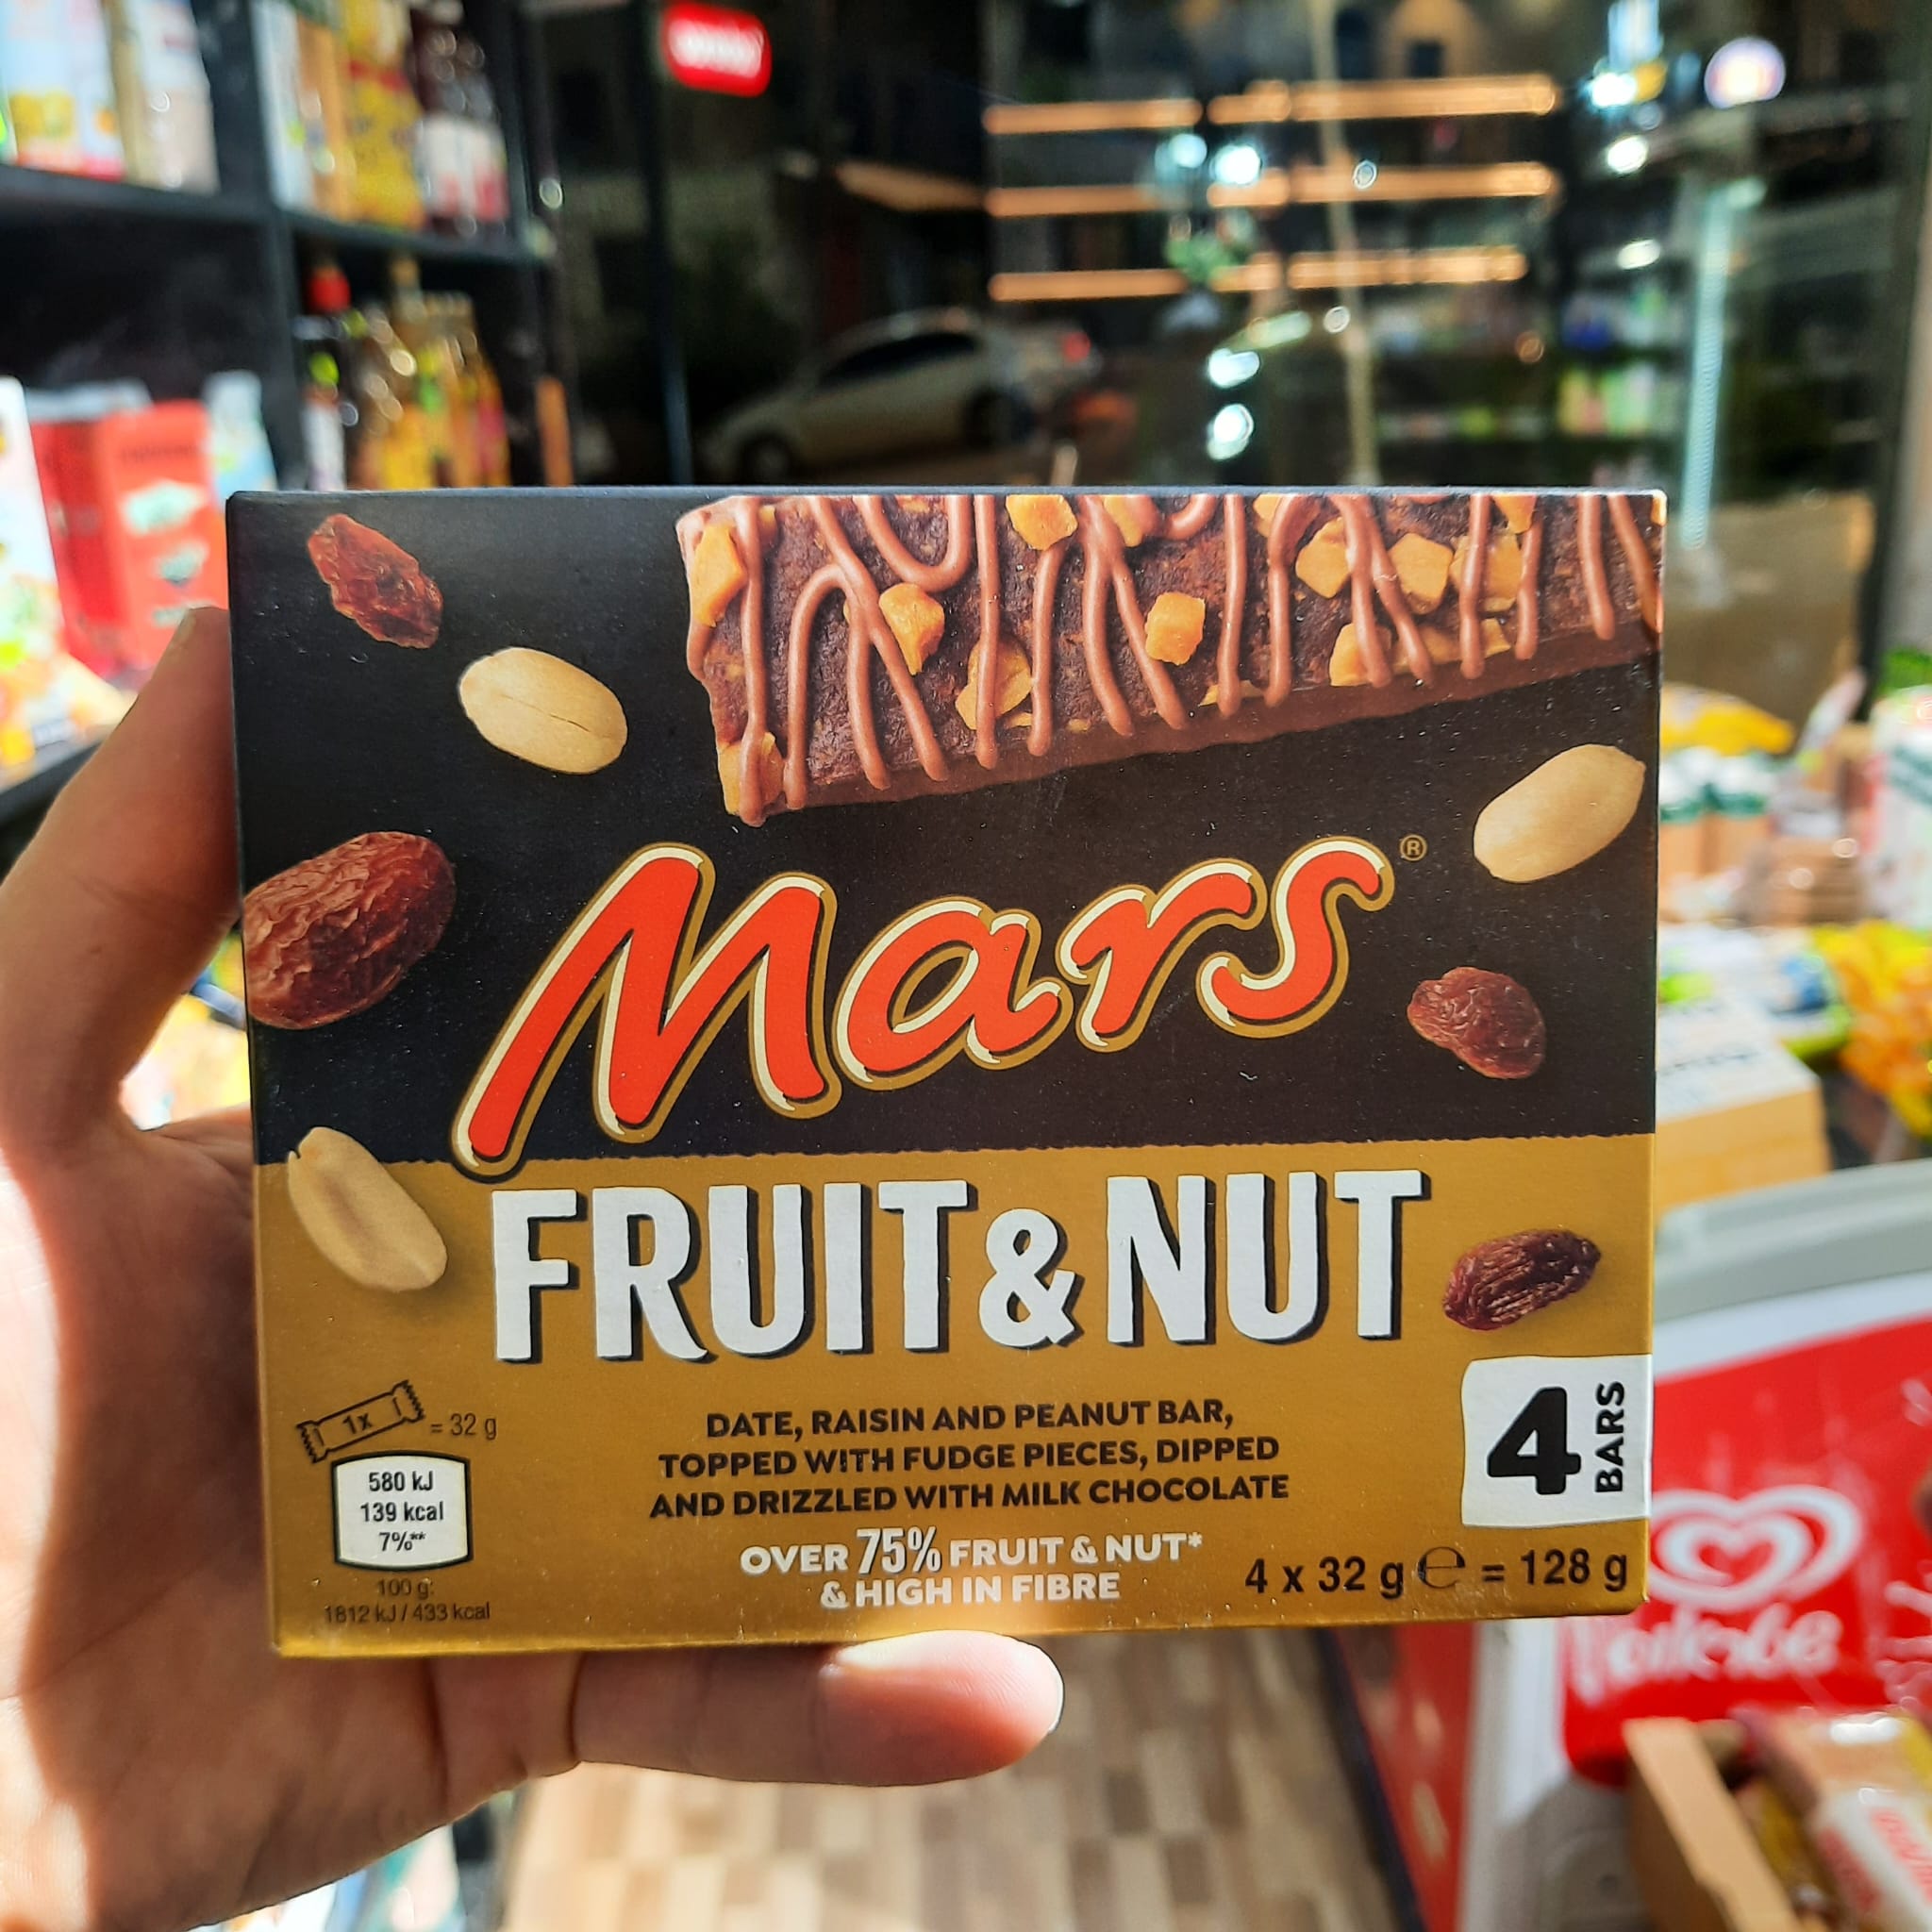 Mars®
FRUIT & NUT
1x = 32 g
580 kJ
139 kcal
7%**
100 g:
1812 kJ / 433 kcal
DATE, RAISIN AND PEANUT BAR,
TOPPED WITH FUDGE PIECES, DIPPED
AND DRIZZLED WITH MILK CHOCOLATE
OVER 75% FRUIT & NUT*
& HIGH IN FIBRE
4 BARS
4 x 32 g ℮ = 128 g